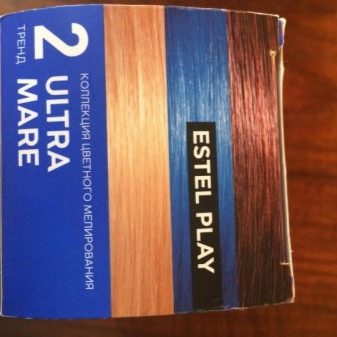 ТРЕНД
2 ULTRA
MARE
КОЛЛЕКЦИЯ ЦВЕТНОГО МЕЛИРОВАНИЯ
ESTEL PLAY